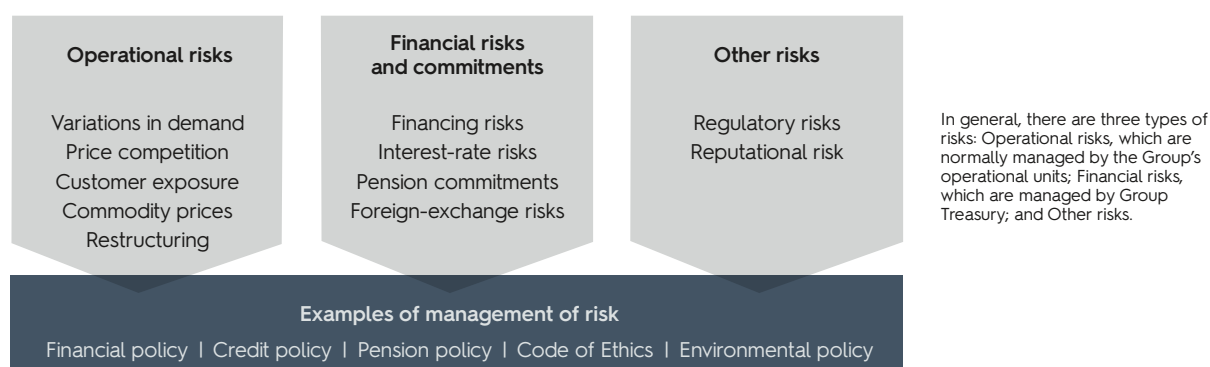 Operational risks
Variations in demand
Price competition
Customer exposure
Commodity prices
Restructuring
Financial risks
and commitments
Financing risks
Interest-rate risks
Pension commitments
Foreign-exchange risks
Other risks
Regulatory risks
Reputational risk
In general, there are three types of
risks: Operational risks, which are
normally managed by the Group’s
operational units; Financial risks,
which are managed by Group
Treasury; and Other risks.
Examples of management of risk
Financial policy | Credit policy | Pension policy | Code of Ethics | Environmental policy